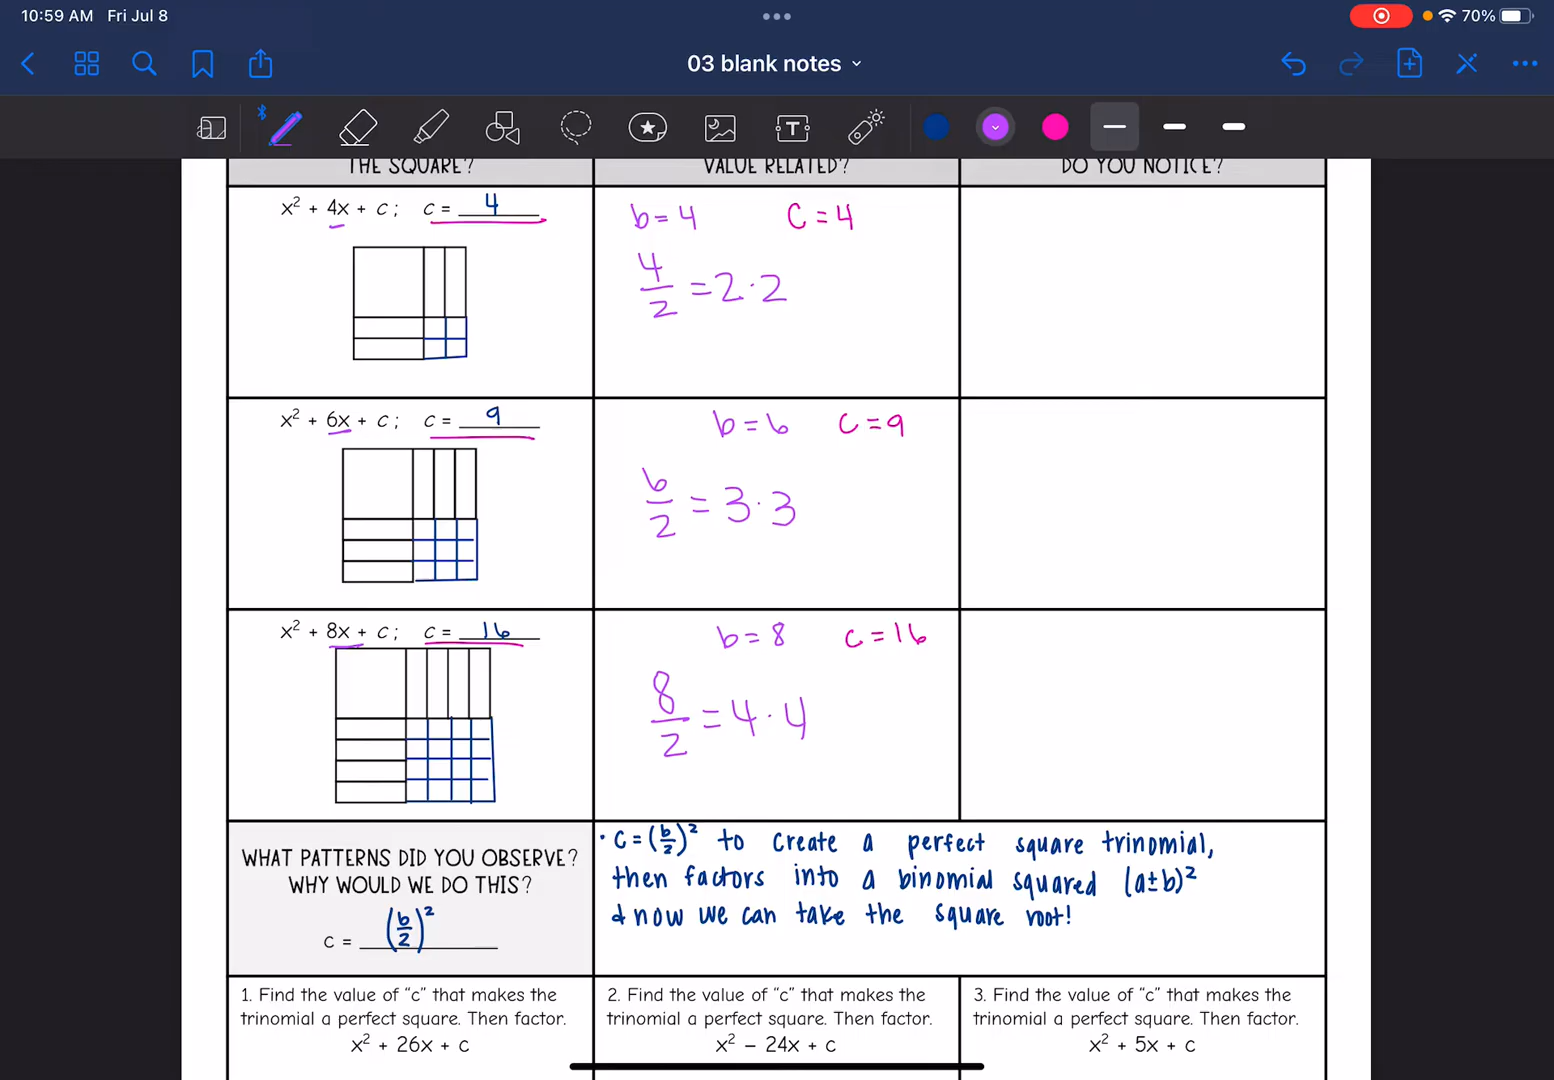 10:59 AM Fri Jul 8
70%
03 blank notes
T
THE SQUARE?
VALUE RELATED?
DO YOU NOTICE?
x² + 4x + c; c = 4
b = 4 C = 4
4/2 = 2 · 2
x² + 6x + c; c = 9
b = 6 C = 9
6/2 = 3 · 3
x² + 8x + c; c = 16
b = 8 C = 16
8/2 = 4 · 4
WHAT PATTERNS DID YOU OBSERVE?
WHY WOULD WE DO THIS?
c = (b/2)²
· C = (b/2)² to create a perfect square trinomial,
then factors into a binomial squared (a±b)²
& now we can take the square root!
1. Find the value of “c” that makes the
trinomial a perfect square. Then factor.
x² + 26x + c
2. Find the value of “c” that makes the
trinomial a perfect square. Then factor.
x² − 24x + c
3. Find the value of “c” that makes the
trinomial a perfect square. Then factor.
x² + 5x + c